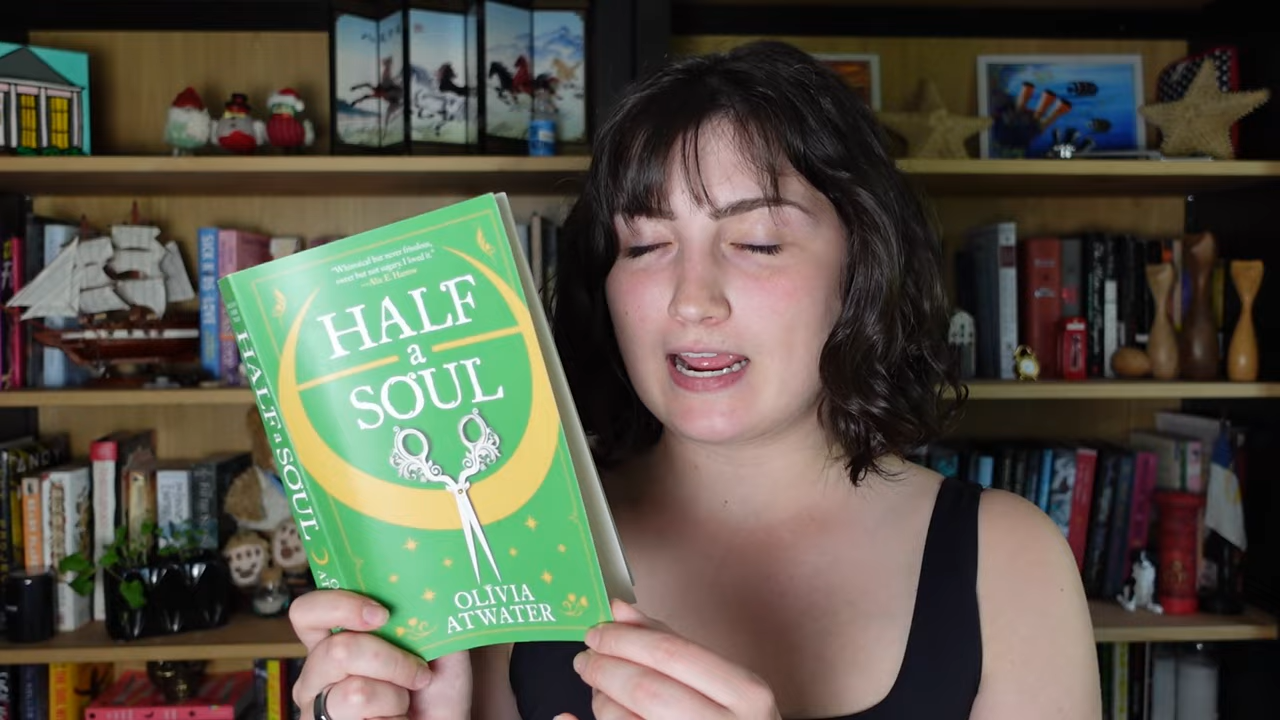 "Whimsical but never frivolous,
sweet but not sugary. I loved it."
—Alix E. Harrow
HALF
a
SOUL
OLIVIA
ATWATER
HALF a SOUL